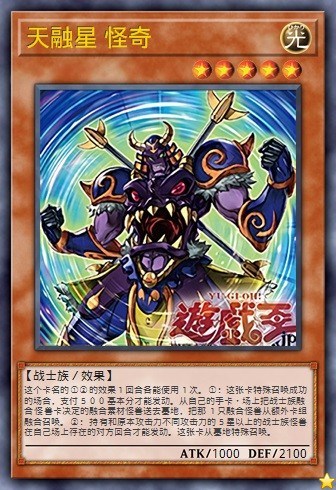 天融星 怪奇
光
YU-GI-OH!
遊戯王
.JP
【战士族／效果】
这个卡名的①②的效果１回合各能使用１次。①：这张卡特殊召唤成功
的场合，支付５００基本分才能发动。从自己的手卡·场上把战士族融
合怪兽卡决定的融合素材怪兽送去墓地，把那１只融合怪兽从额外卡组
融合召唤。②：持有和原本攻击力不同攻击力的５星以上的战士族怪兽
在自己场上存在的对方回合才能发动。这张卡从墓地特殊召唤。
ATK/1000 DEF/2100